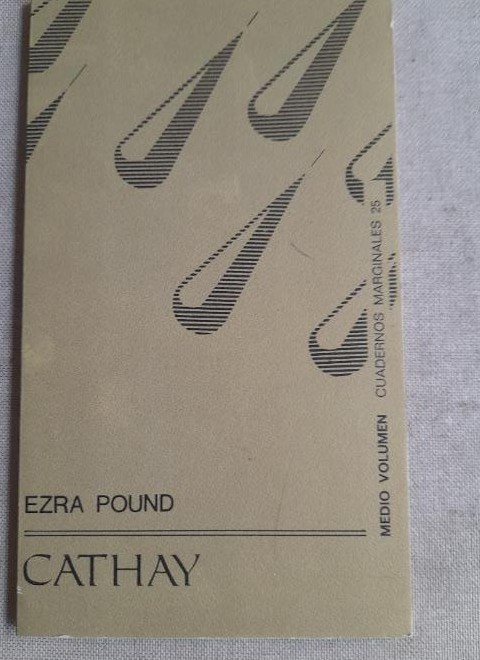 EZRA POUND
CATHAY
MEDIO VOLUMEN CUADERNOS MARGINALES 25